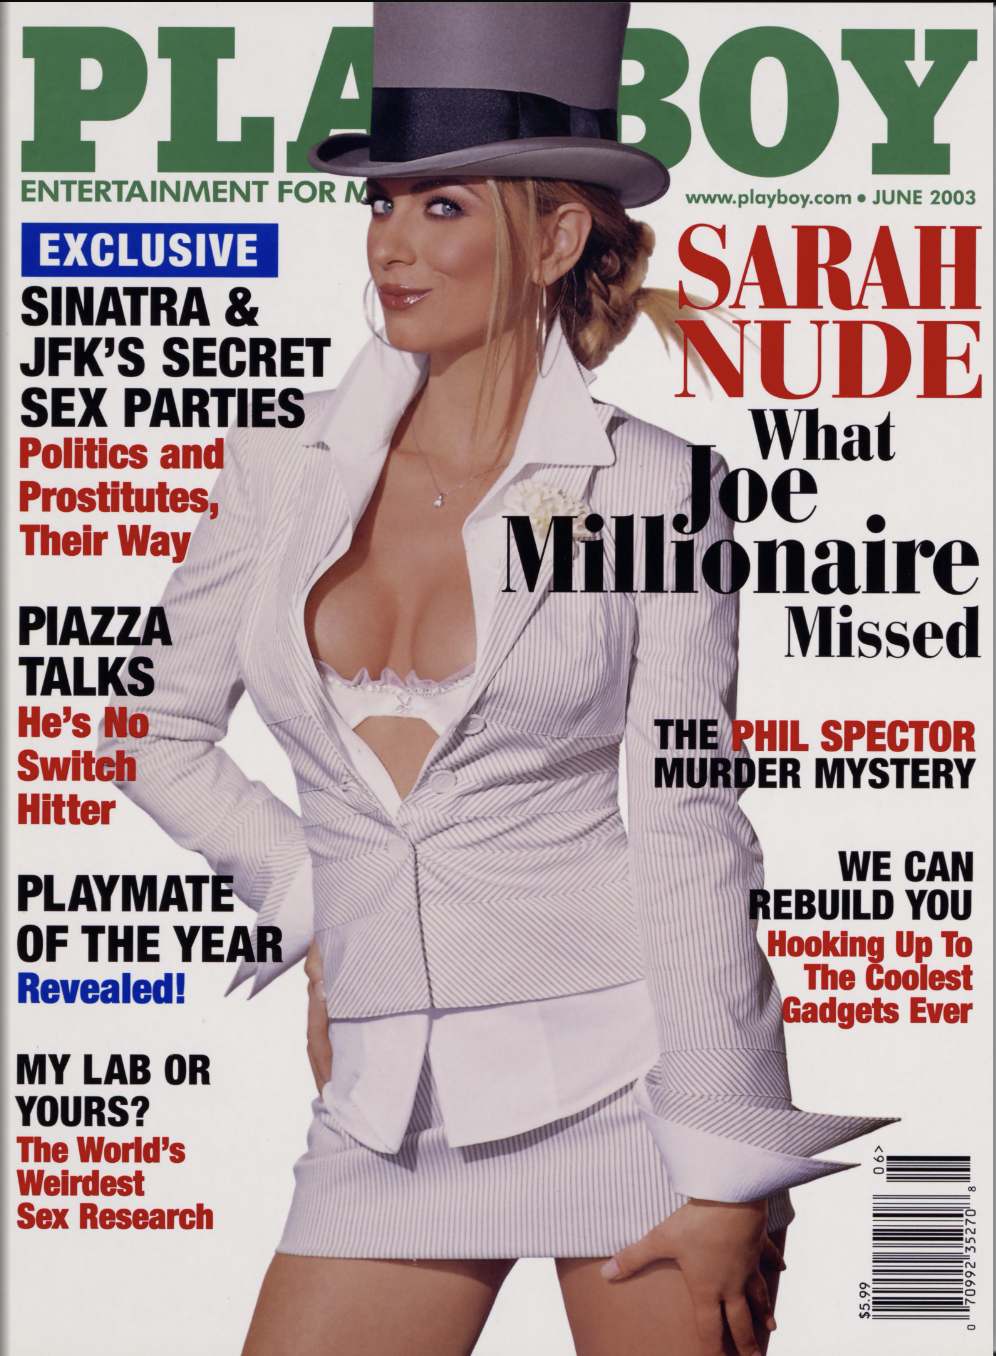 PLAYBOY
ENTERTAINMENT FOR M
www.playboy.com • JUNE 2003
EXCLUSIVE
SINATRA &
JFK'S SECRET
SEX PARTIES
Politics and
Prostitutes,
Their Way
PIAZZA
TALKS
He's No
Switch
Hitter
PLAYMATE
OF THE YEAR
Revealed!
MY LAB OR
YOURS?
The World's
Weirdest
Sex Research
SARAH
NUDE
What
Joe
Millionaire
Missed
THE PHIL SPECTOR
MURDER MYSTERY
WE CAN
REBUILD YOU
Hooking Up To
The Coolest
Gadgets Ever
$5.99
06>
0 70992 35270 8